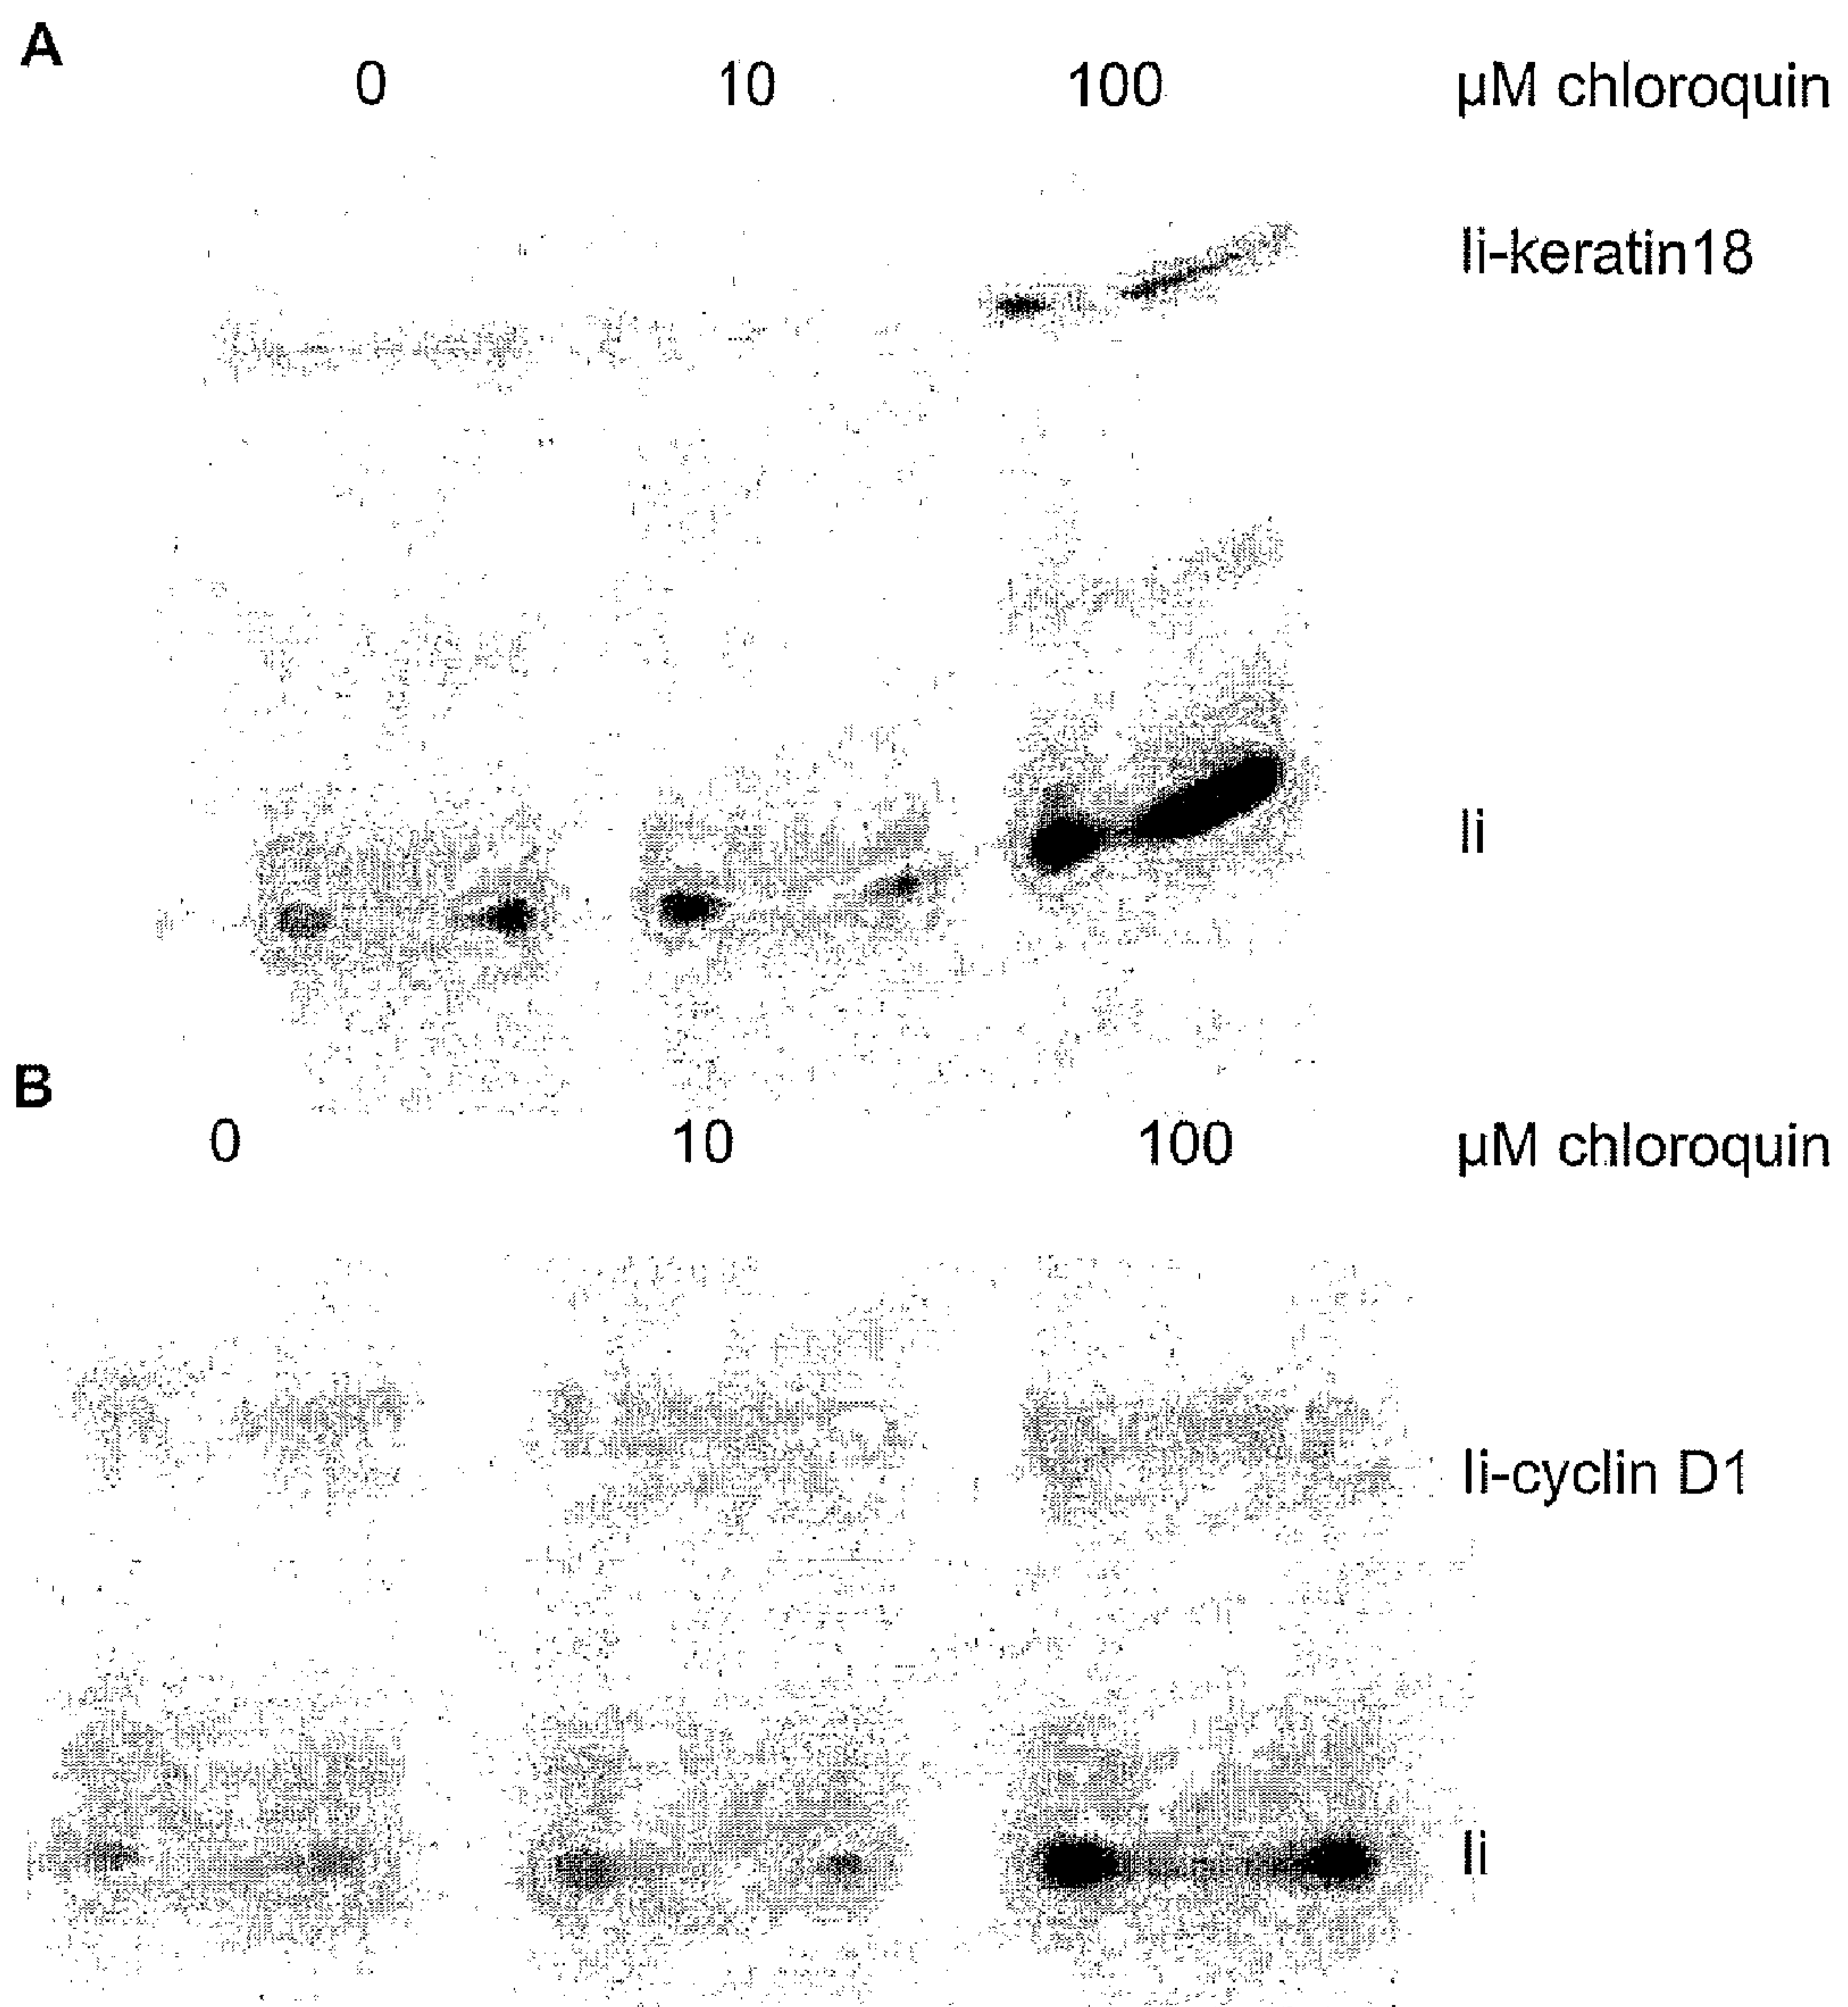 A
0 10 100 µM chloroquin
Ii-keratin18
Ii
B
0 10 100 µM chloroquin
Ii-cyclin D1
Ii